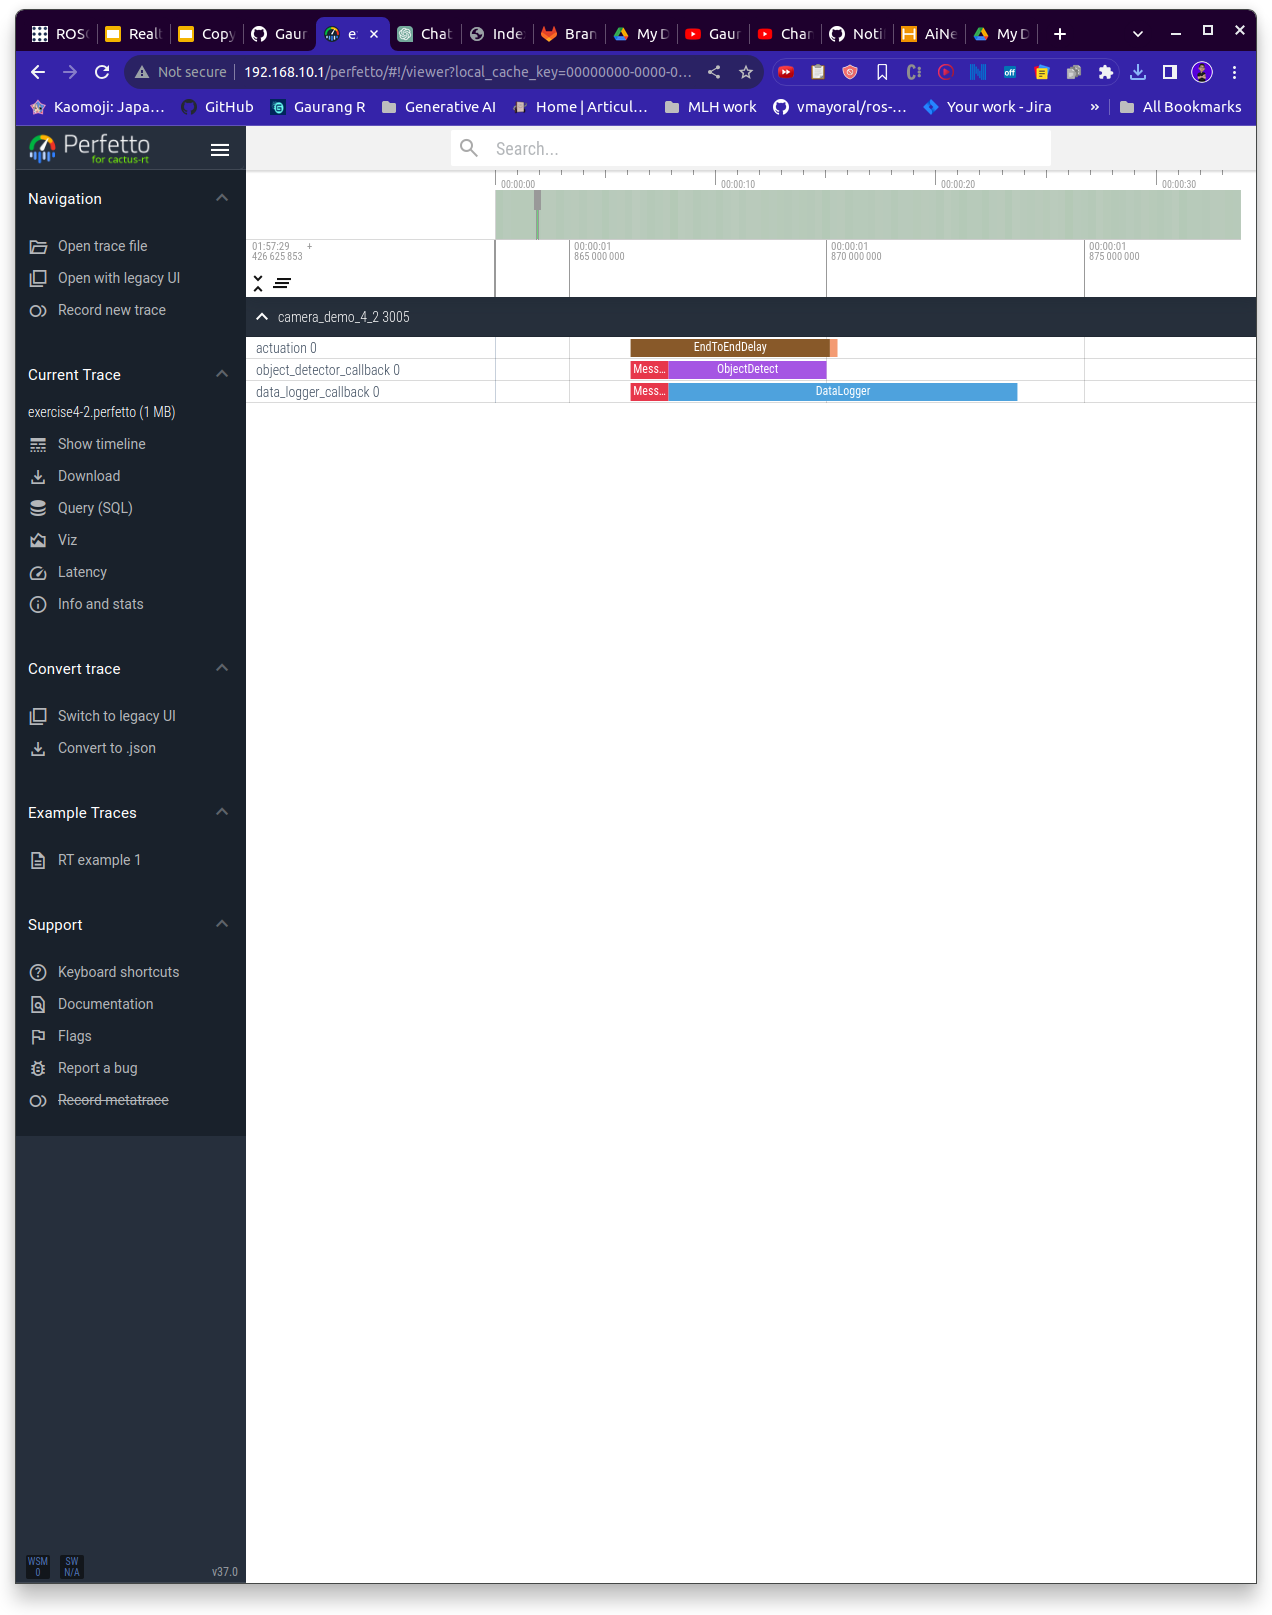 ROSC
Realt
Copy
Gaur
e
Chat
Inde
Bran
My D
Gaur
Char
Noti
AiNe
My D
Not secure 192.168.10.1/perfetto/#!/viewer?local_cache_key=00000000-0000-0...
Kaomoji: Japa... GitHub Gaurang R Generative AI Home | Articul... MLH work vmayoral/ros-... Your work - Jira » All Bookmarks
Perfetto
for cactus-rt
Search...
Navigation
Open trace file
Open with legacy UI
Record new trace
Current Trace
exercise4-2.perfetto (1 MB)
Show timeline
Download
Query (SQL)
Viz
Latency
Info and stats
Convert trace
Switch to legacy UI
Convert to .json
Example Traces
RT example 1
Support
Keyboard shortcuts
Documentation
Flags
Report a bug
Record metatrace
WSM
0
SW
N/A
v37.0
00:00:00 00:00:10 00:00:20 00:00:30
01:57:29 + 00:00:01 00:00:01 00:00:01
426 625 853 865 000 000 870 000 000 875 000 000
camera_demo_4_2 3005
actuation 0 EndToEndDelay
object_detector_callback 0 Mess... ObjectDetect
data_logger_callback 0 Mess... DataLogger